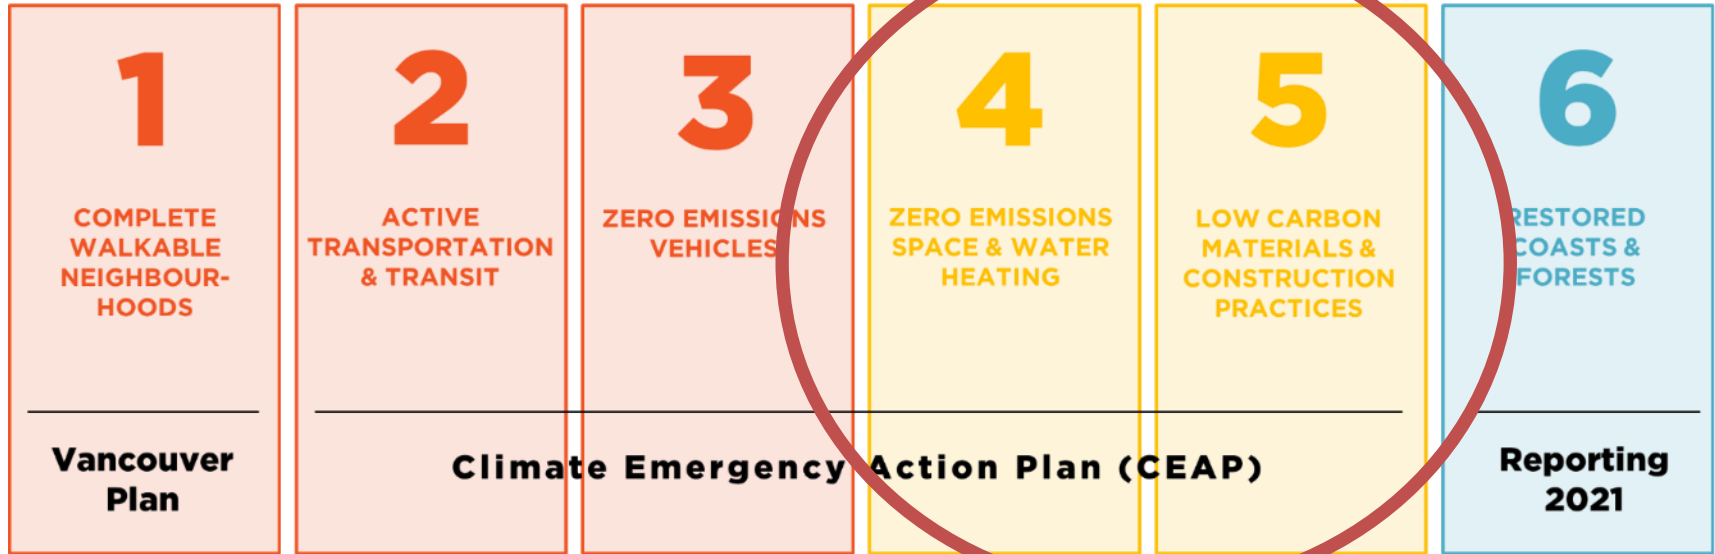 1
COMPLETE
WALKABLE
NEIGHBOUR-
HOODS
Vancouver
Plan
2
ACTIVE
TRANSPORTATION
& TRANSIT
3
ZERO EMISSIONS
VEHICLES
4
ZERO EMISSIONS
SPACE & WATER
HEATING
5
LOW CARBON
MATERIALS &
CONSTRUCTION
PRACTICES
Climate Emergency Action Plan (CEAP)
6
RESTORED
COASTS &
FORESTS
Reporting
2021